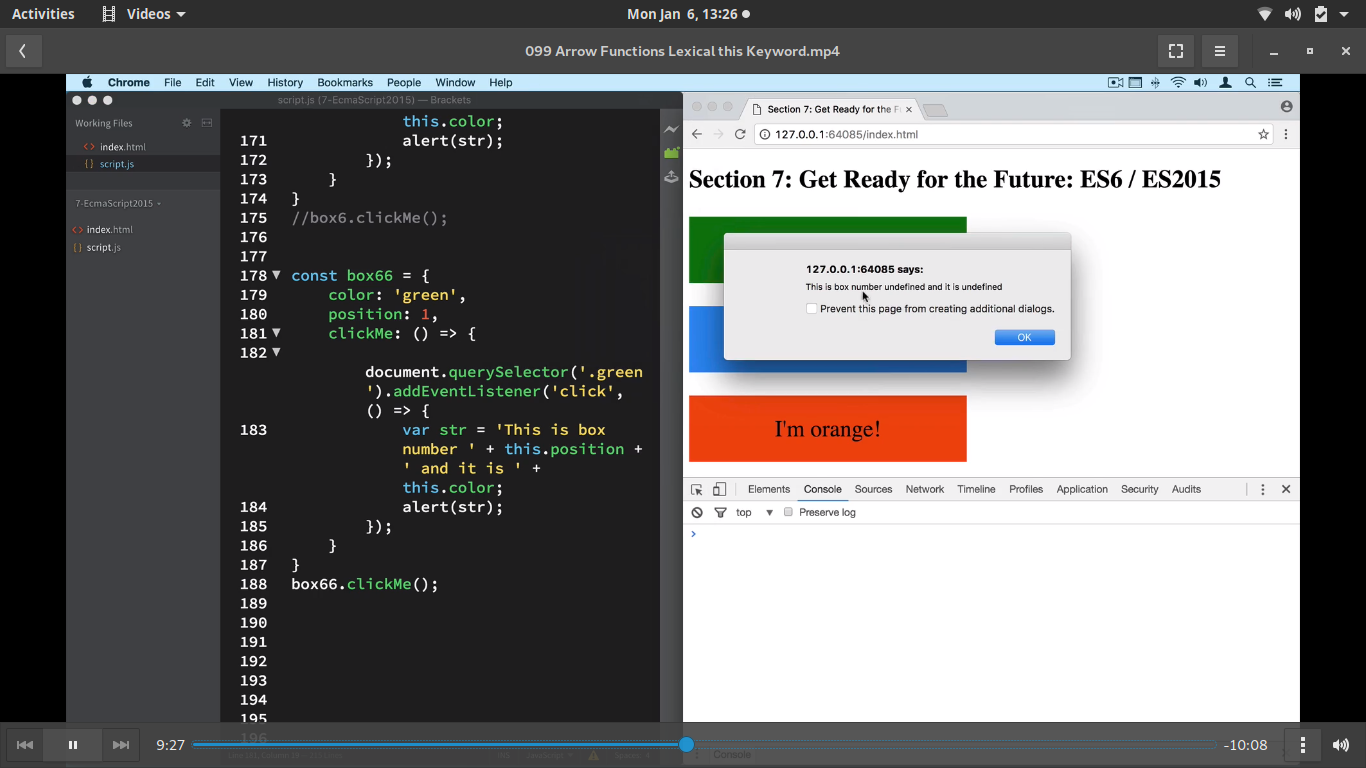 Activities
Videos
Mon Jan 6, 13:26
099 Arrow Functions Lexical this Keyword.mp4
Chrome File Edit View History Bookmarks People Window Help
script.js (7-EcmaScript2015) — Brackets
Working Files
<> index.html
{} script.js
7-EcmaScript2015
<> index.html
{} script.js
this.color;
171 alert(str);
172 });
173 }
174 }
175 //box6.clickMe();
176
177
178 const box66 = {
179 color: 'green',
180 position: 1,
181 clickMe: () => {
182
document.querySelector('.green
').addEventListener('click',
() => {
183 var str = 'This is box
number ' + this.position +
' and it is ' +
this.color;
184 alert(str);
185 });
186 }
187 }
188 box66.clickMe();
189
190
191
192
193
194
195
196
Section 7: Get Ready for the F
127.0.0.1:64085/index.html
Section 7: Get Ready for the Future: ES6 / ES2015
127.0.0.1:64085 says:
This is box number undefined and it is undefined
Prevent this page from creating additional dialogs.
OK
I'm orange!
Elements Console Sources Network Timeline Profiles Application Security Audits
top
Preserve log
>
Console
9:27
-10:08